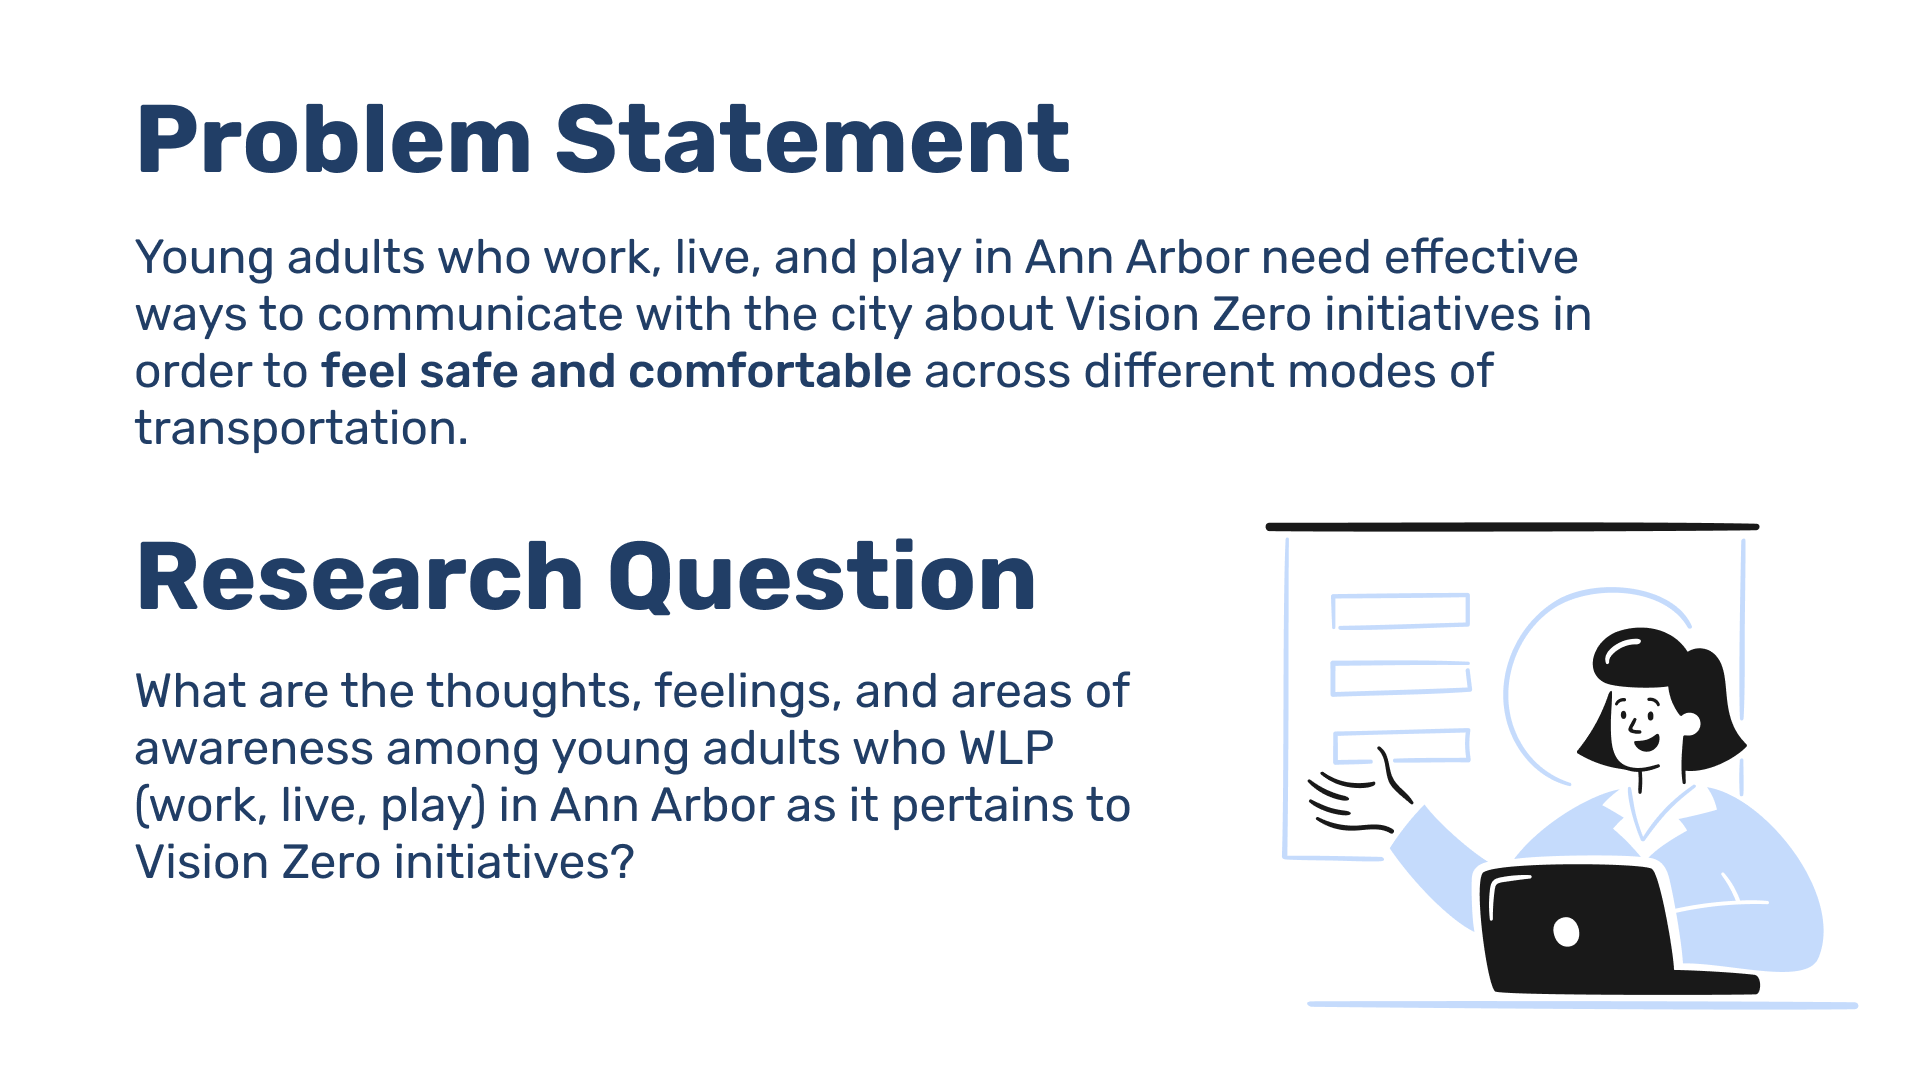 Problem Statement
Young adults who work, live, and play in Ann Arbor need effective
ways to communicate with the city about Vision Zero initiatives in
order to feel safe and comfortable across different modes of
transportation.
Research Question
What are the thoughts, feelings, and areas of
awareness among young adults who WLP
(work, live, play) in Ann Arbor as it pertains to
Vision Zero initiatives?